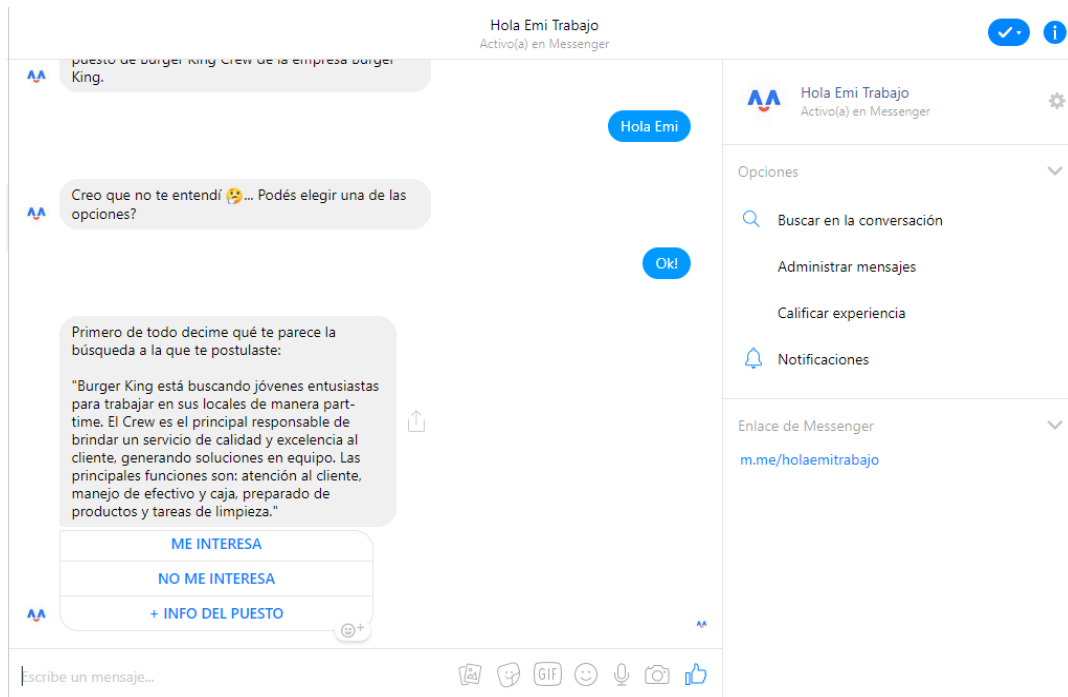 Hola Emi Trabajo
Activo(a) en Messenger
puesto de Burger King Crew de la empresa Burger
King.
Hola Emi
Creo que no te entendí 🤔... Podés elegir una de las
opciones?
Ok!
Primero de todo decime qué te parece la
búsqueda a la que te postulaste:
"Burger King está buscando jóvenes entusiastas
para trabajar en sus locales de manera part-
time. El Crew es el principal responsable de
brindar un servicio de calidad y excelencia al
cliente, generando soluciones en equipo. Las
principales funciones son: atención al cliente,
manejo de efectivo y caja, preparado de
productos y tareas de limpieza."
ME INTERESA
NO ME INTERESA
+ INFO DEL PUESTO
Escribe un mensaje...
GIF
Hola Emi Trabajo
Activo(a) en Messenger
Opciones
Buscar en la conversación
Administrar mensajes
Calificar experiencia
Notificaciones
Enlace de Messenger
m.me/holaemitrabajo